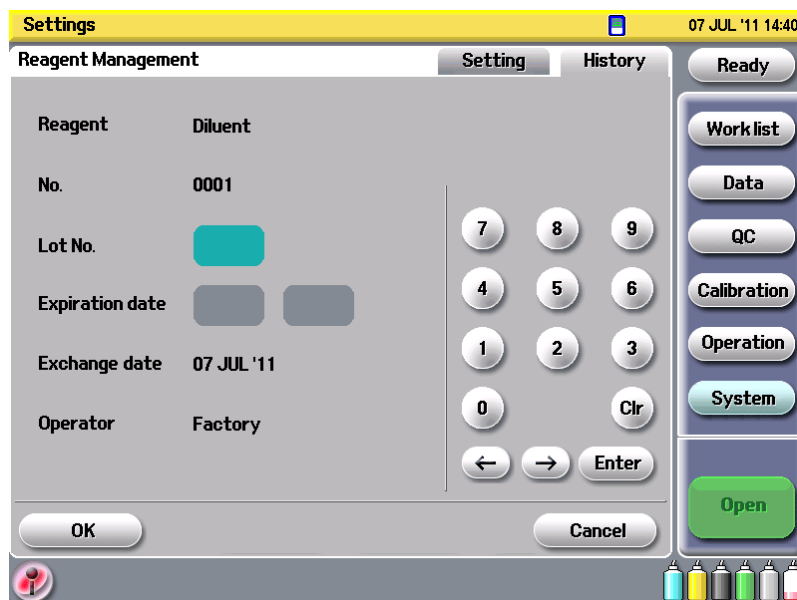 Settings
07 JUL '11 14:40
Reagent Management
Setting
History
Ready
Reagent
Diluent
Work list
No.
0001
Data
7
8
9
Lot No.
QC
4
5
6
Expiration date
Calibration
1
2
3
Exchange date
07 JUL '11
Operation
0
Clr
Operator
Factory
System
←
→
Enter
Open
OK
Cancel